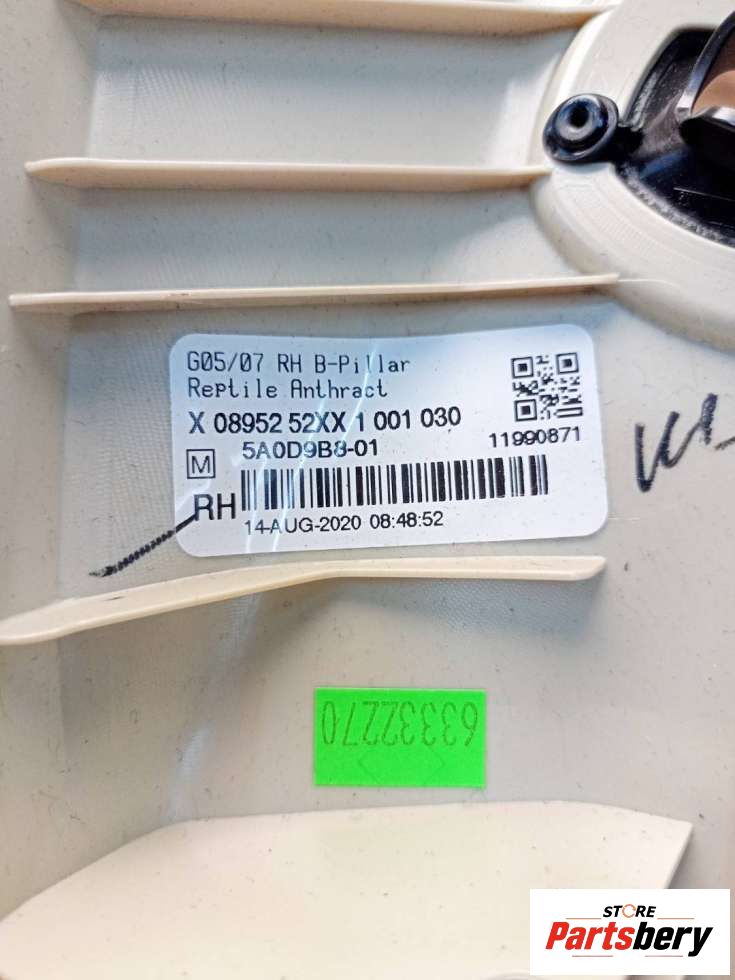 G05/07 RH B-Pillar
Reptile Anthract
X 08952 52XX 1 001 030
11990871
M
5A0D9B8-01
RH
14-AUG-2020 08:48:52
63332270
STORE
Partsbery